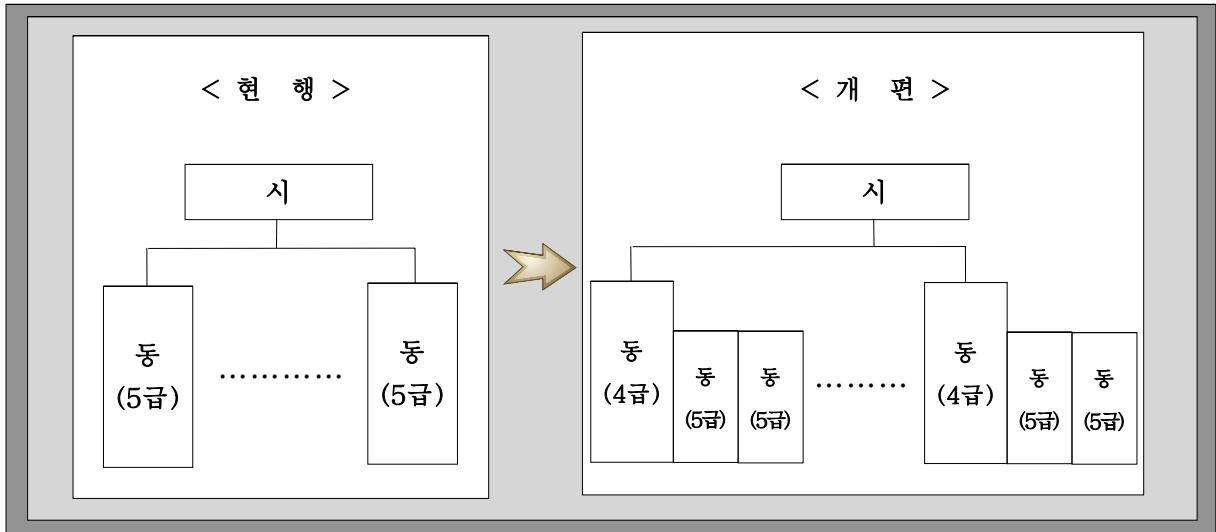 < 현 행 >
시
동
(5급)
…………
동
(5급)
< 개 편 >
시
동
(4급)
동
(5급)
동
(5급)
………
동
(4급)
동
(5급)
동
(5급)